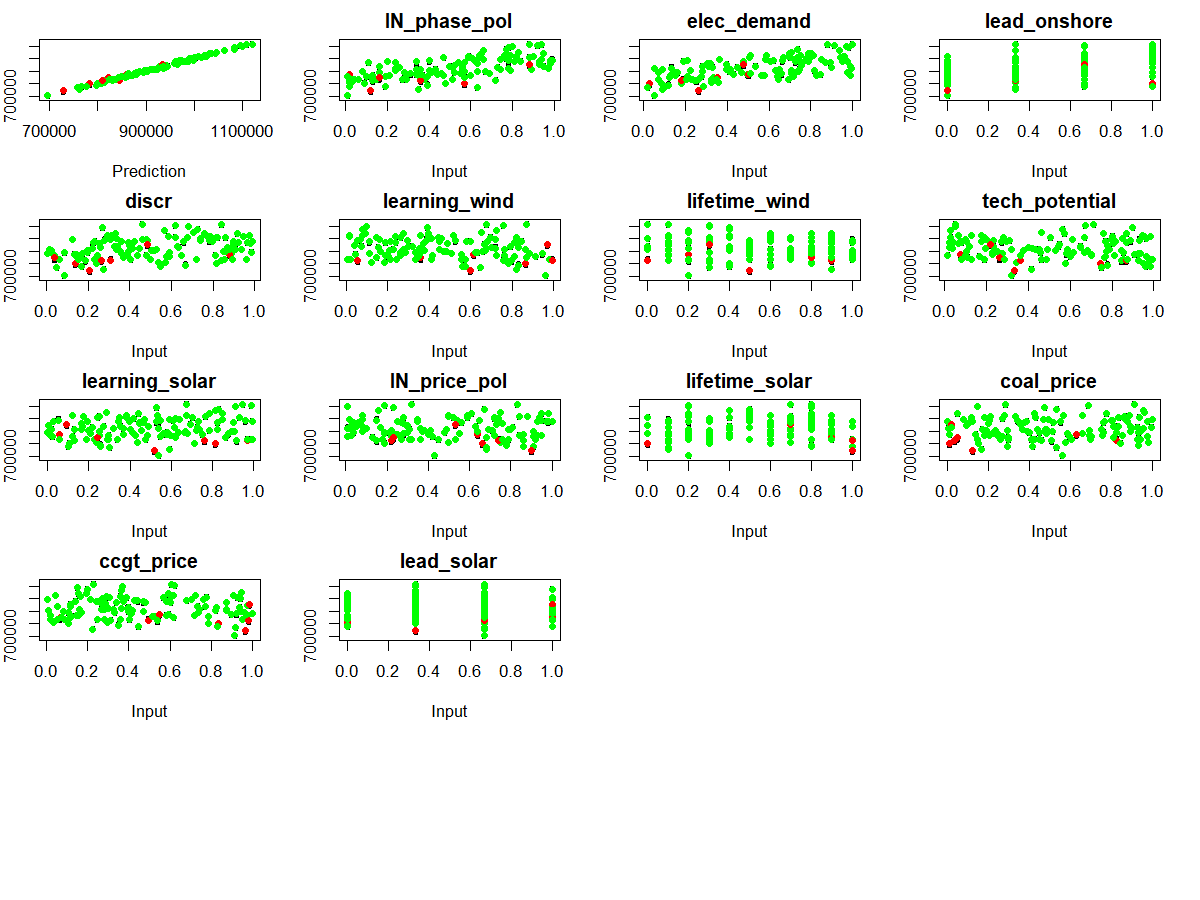 IN_phase_pol elec_demand lead_onshore
700000 700000 700000 700000
700000 900000 1100000 0.0 0.2 0.4 0.6 0.8 1.0 0.0 0.2 0.4 0.6 0.8 1.0 0.0 0.2 0.4 0.6 0.8 1.0
Prediction Input Input Input
discr learning_wind lifetime_wind tech_potential
700000 700000 700000 700000
0.0 0.2 0.4 0.6 0.8 1.0 0.0 0.2 0.4 0.6 0.8 1.0 0.0 0.2 0.4 0.6 0.8 1.0 0.0 0.2 0.4 0.6 0.8 1.0
Input Input Input Input
learning_solar IN_price_pol lifetime_solar coal_price
700000 700000 700000 700000
0.0 0.2 0.4 0.6 0.8 1.0 0.0 0.2 0.4 0.6 0.8 1.0 0.0 0.2 0.4 0.6 0.8 1.0 0.0 0.2 0.4 0.6 0.8 1.0
Input Input Input Input
ccgt_price lead_solar
700000 700000
0.0 0.2 0.4 0.6 0.8 1.0 0.0 0.2 0.4 0.6 0.8 1.0
Input Input